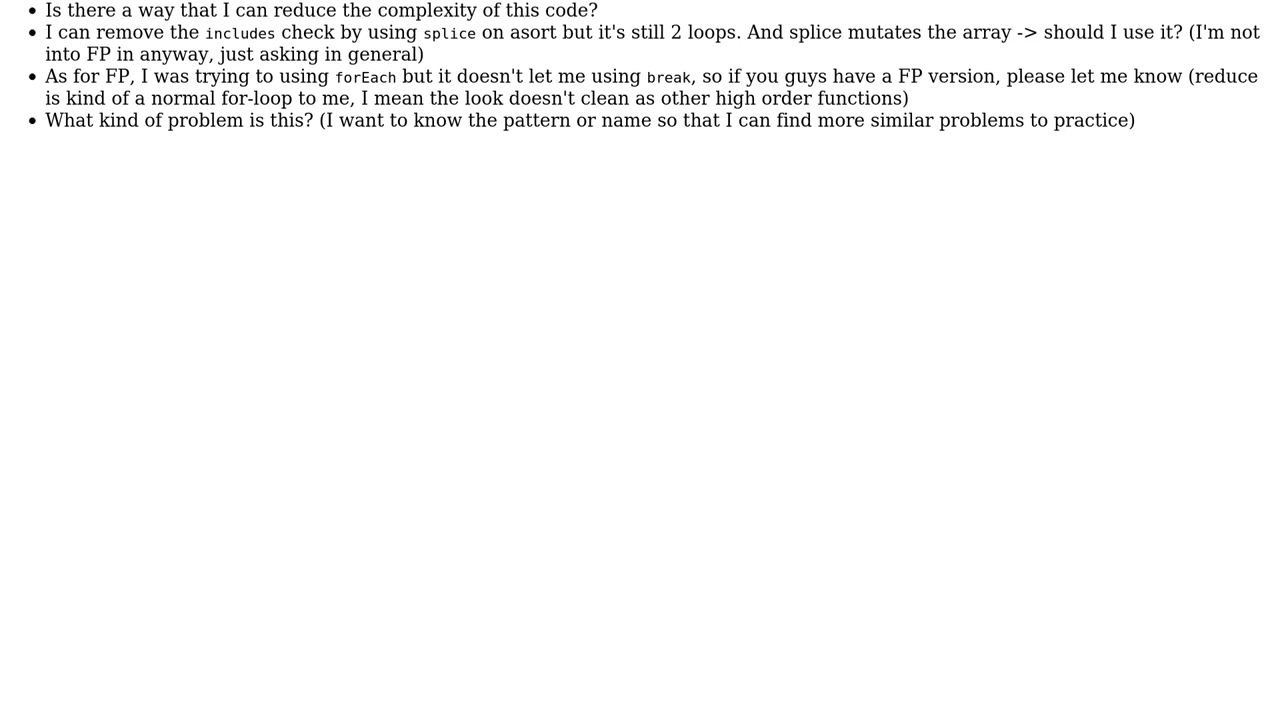 • Is there a way that I can reduce the complexity of this code?
• I can remove the includes check by using splice on asort but it's still 2 loops. And splice mutates the array -> should I use it? (I'm not
into FP in anyway, just asking in general)
• As for FP, I was trying to using forEach but it doesn't let me using break, so if you guys have a FP version, please let me know (reduce
is kind of a normal for-loop to me, I mean the look doesn't clean as other high order functions)
• What kind of problem is this? (I want to know the pattern or name so that I can find more similar problems to practice)